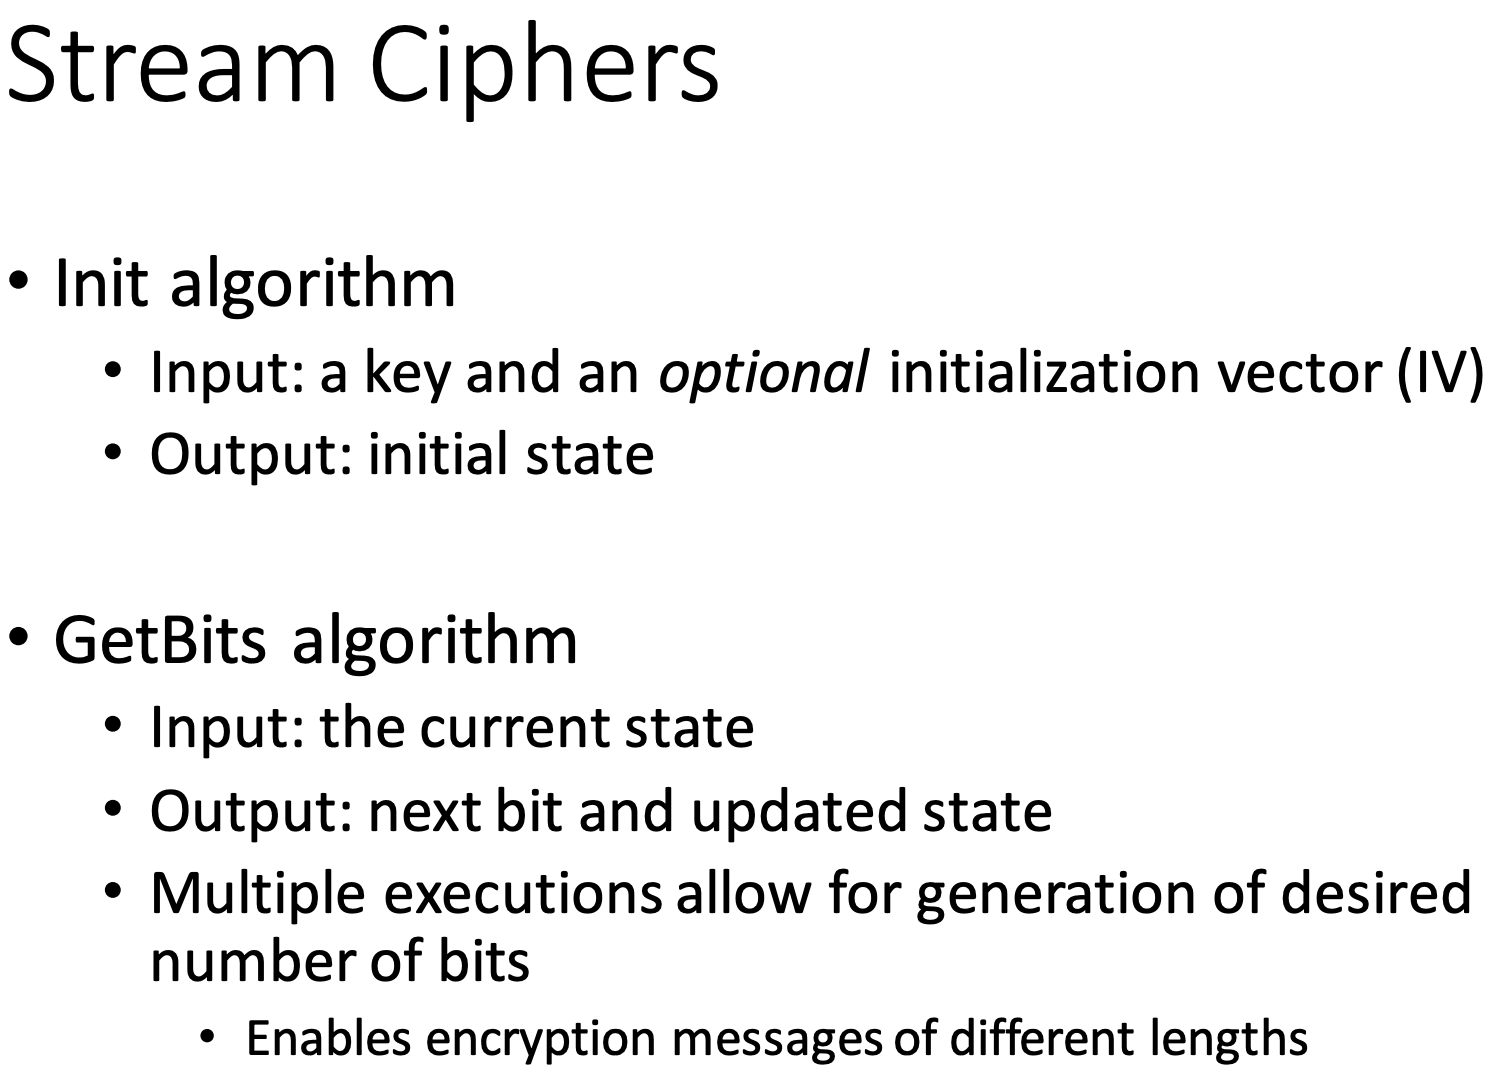 Stream Ciphers
• Init algorithm
• Input: a key and an optional initialization vector (IV)
• Output: initial state
• GetBits algorithm
• Input: the current state
• Output: next bit and updated state
• Multiple executions allow for generation of desired
number of bits
• Enables encryption messages of different lengths